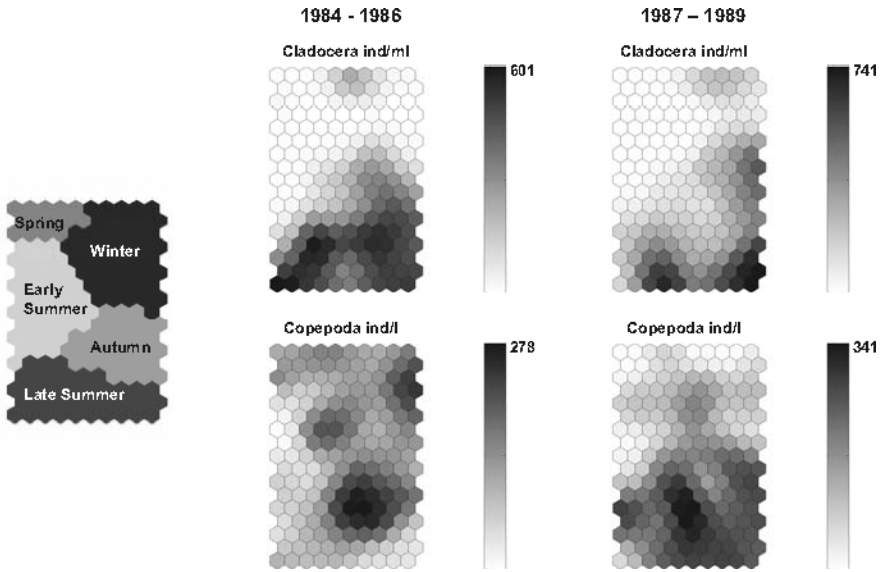 1984 - 1986
1987 – 1989
Cladocera ind/ml
Cladocera ind/ml
601
741
Spring
Winter
Early
Summer
Autumn
Late Summer
Copepoda ind/l
Copepoda ind/l
278
341